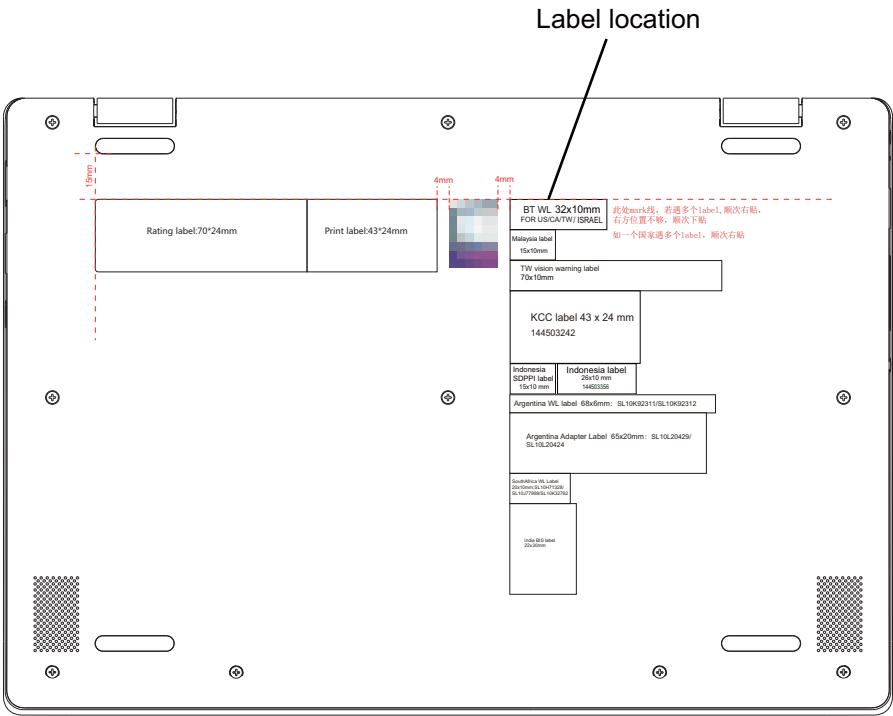 Label location
15mm
4mm
4mm
Rating label:70*24mm
Print label:43*24mm
BT WL 32x10mm
FOR US/CA/TW/ ISRAEL
此处mark线，若遇多个label,顺次右贴，
右方位置不够，顺次下贴
如一个国家遇多个label，顺次右贴
Malaysia label
15x10mm
TW vision warning label
70x10mm
KCC label 43 x 24 mm
144503242
Indonesia
SDPPI label
15x10 mm
Indonesia label
26x10 mm
144503356
Argentina WL label 68x6mm: SL10K92311/SL10K92312
Argentina Adapter Label 65x20mm: SL10L20429/
SL10L20424
SouthAfrica WL Label
20x10mm:SL10H71328/
india BIS label
22x30mm